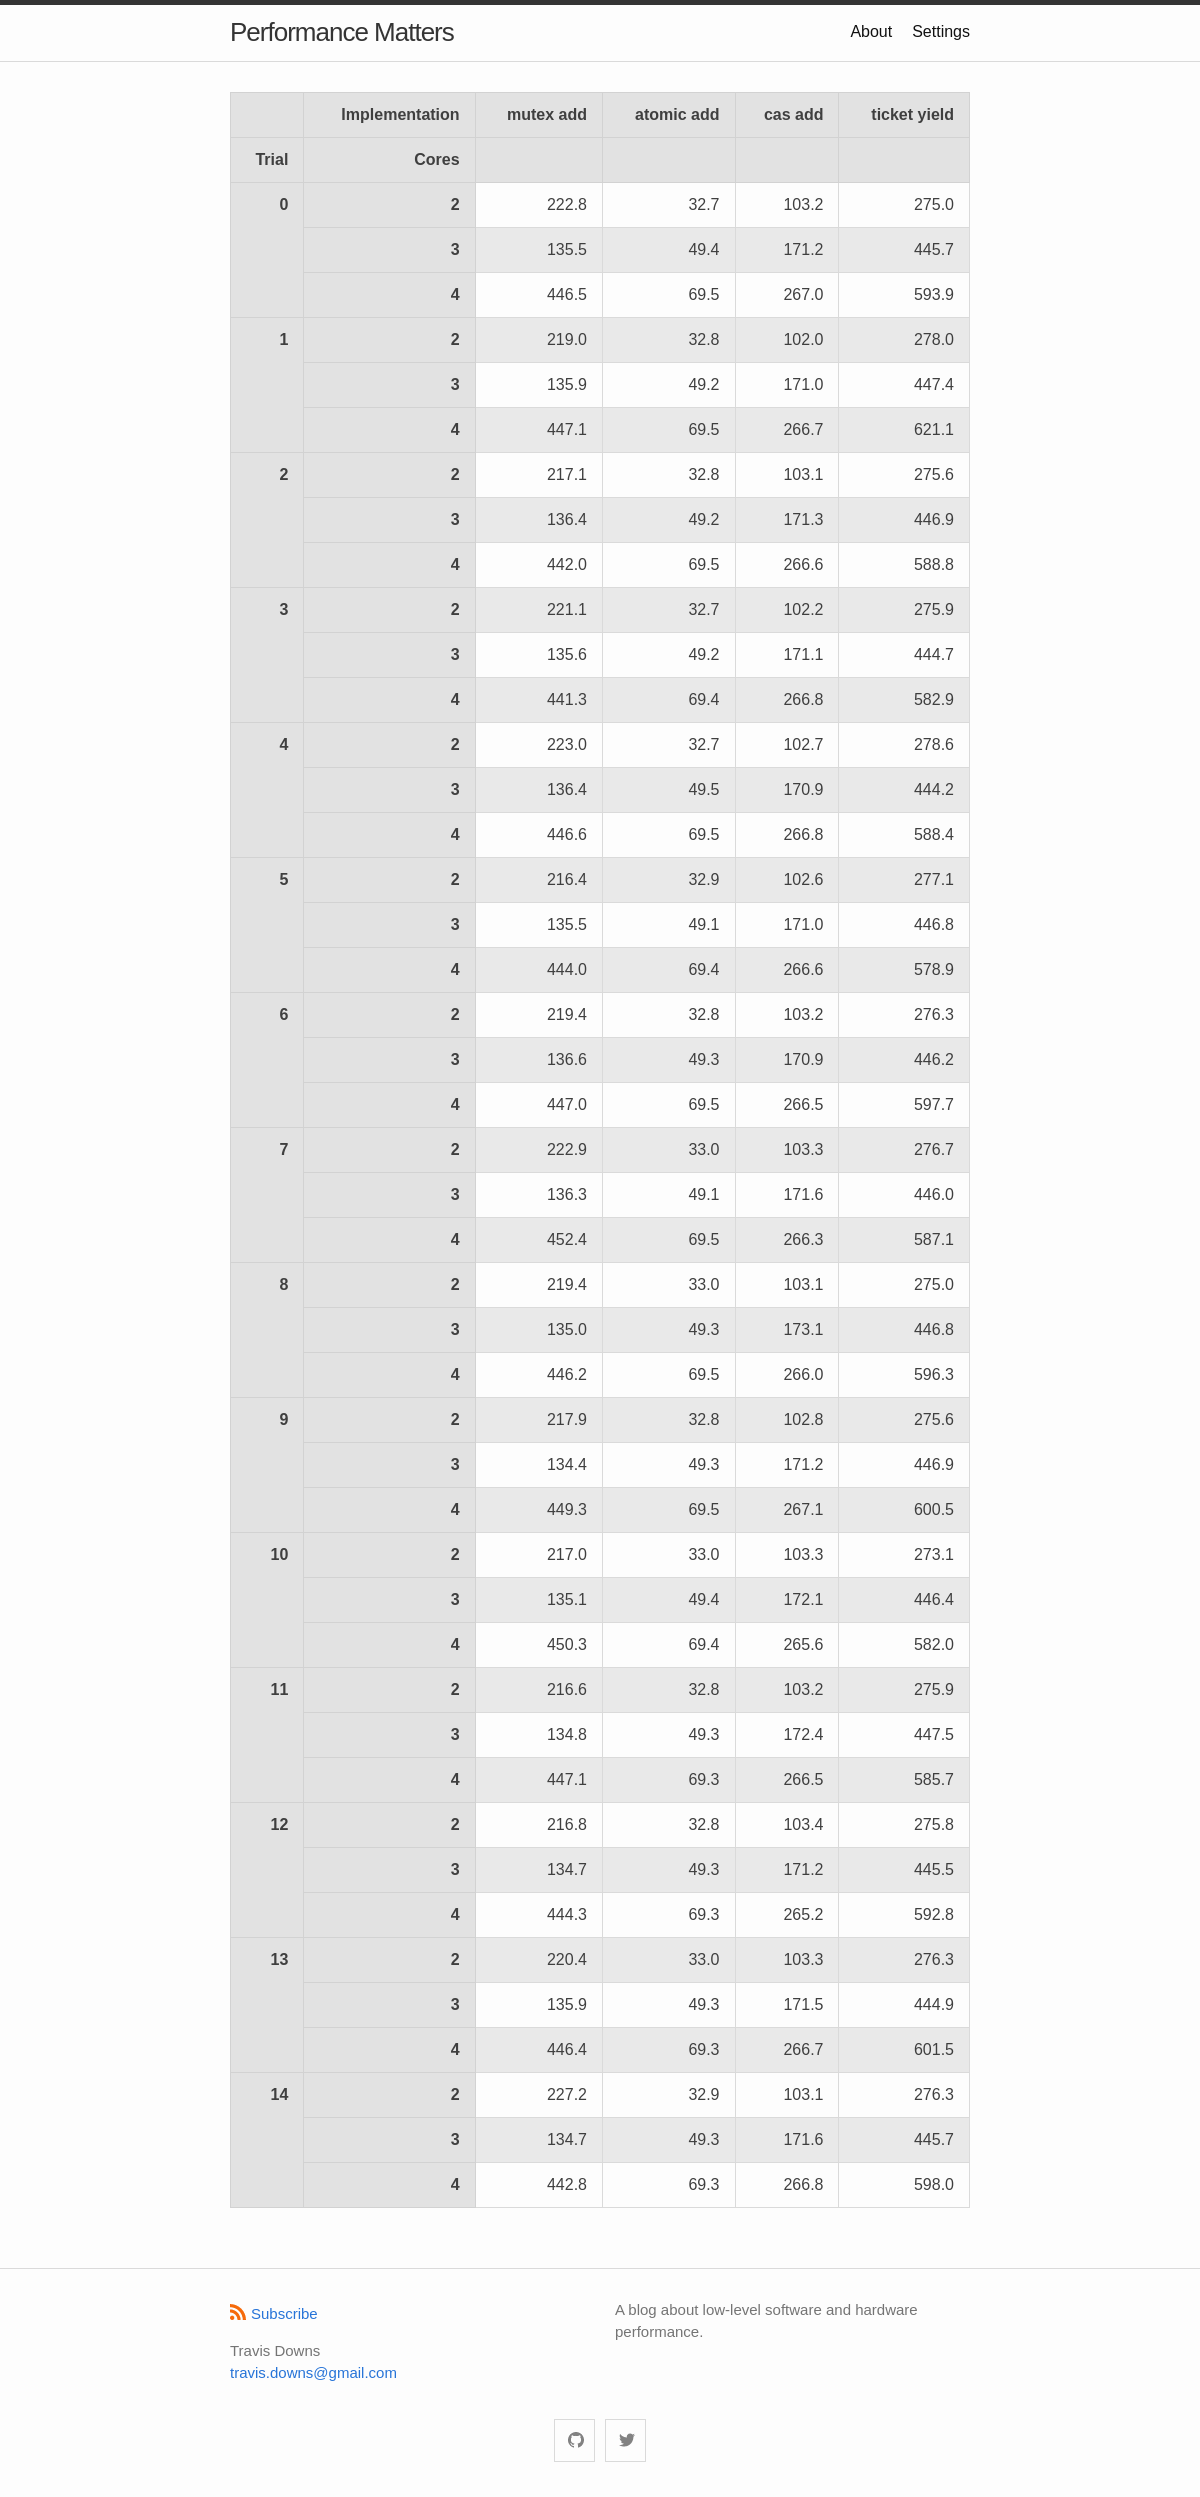 Performance Matters
About Settings
Implementation mutex add atomic add cas add ticket yield
Trial Cores
0 2 222.8 32.7 103.2 275.0
3 135.5 49.4 171.2 445.7
4 446.5 69.5 267.0 593.9
1 2 219.0 32.8 102.0 278.0
3 135.9 49.2 171.0 447.4
4 447.1 69.5 266.7 621.1
2 2 217.1 32.8 103.1 275.6
3 136.4 49.2 171.3 446.9
4 442.0 69.5 266.6 588.8
3 2 221.1 32.7 102.2 275.9
3 135.6 49.2 171.1 444.7
4 441.3 69.4 266.8 582.9
4 2 223.0 32.7 102.7 278.6
3 136.4 49.5 170.9 444.2
4 446.6 69.5 266.8 588.4
5 2 216.4 32.9 102.6 277.1
3 135.5 49.1 171.0 446.8
4 444.0 69.4 266.6 578.9
6 2 219.4 32.8 103.2 276.3
3 136.6 49.3 170.9 446.2
4 447.0 69.5 266.5 597.7
7 2 222.9 33.0 103.3 276.7
3 136.3 49.1 171.6 446.0
4 452.4 69.5 266.3 587.1
8 2 219.4 33.0 103.1 275.0
3 135.0 49.3 173.1 446.8
4 446.2 69.5 266.0 596.3
9 2 217.9 32.8 102.8 275.6
3 134.4 49.3 171.2 446.9
4 449.3 69.5 267.1 600.5
10 2 217.0 33.0 103.3 273.1
3 135.1 49.4 172.1 446.4
4 450.3 69.4 265.6 582.0
11 2 216.6 32.8 103.2 275.9
3 134.8 49.3 172.4 447.5
4 447.1 69.3 266.5 585.7
12 2 216.8 32.8 103.4 275.8
3 134.7 49.3 171.2 445.5
4 444.3 69.3 265.2 592.8
13 2 220.4 33.0 103.3 276.3
3 135.9 49.3 171.5 444.9
4 446.4 69.3 266.7 601.5
14 2 227.2 32.9 103.1 276.3
3 134.7 49.3 171.6 445.7
4 442.8 69.3 266.8 598.0
Subscribe
Travis Downs
travis.downs@gmail.com
A blog about low-level software and hardware
performance.